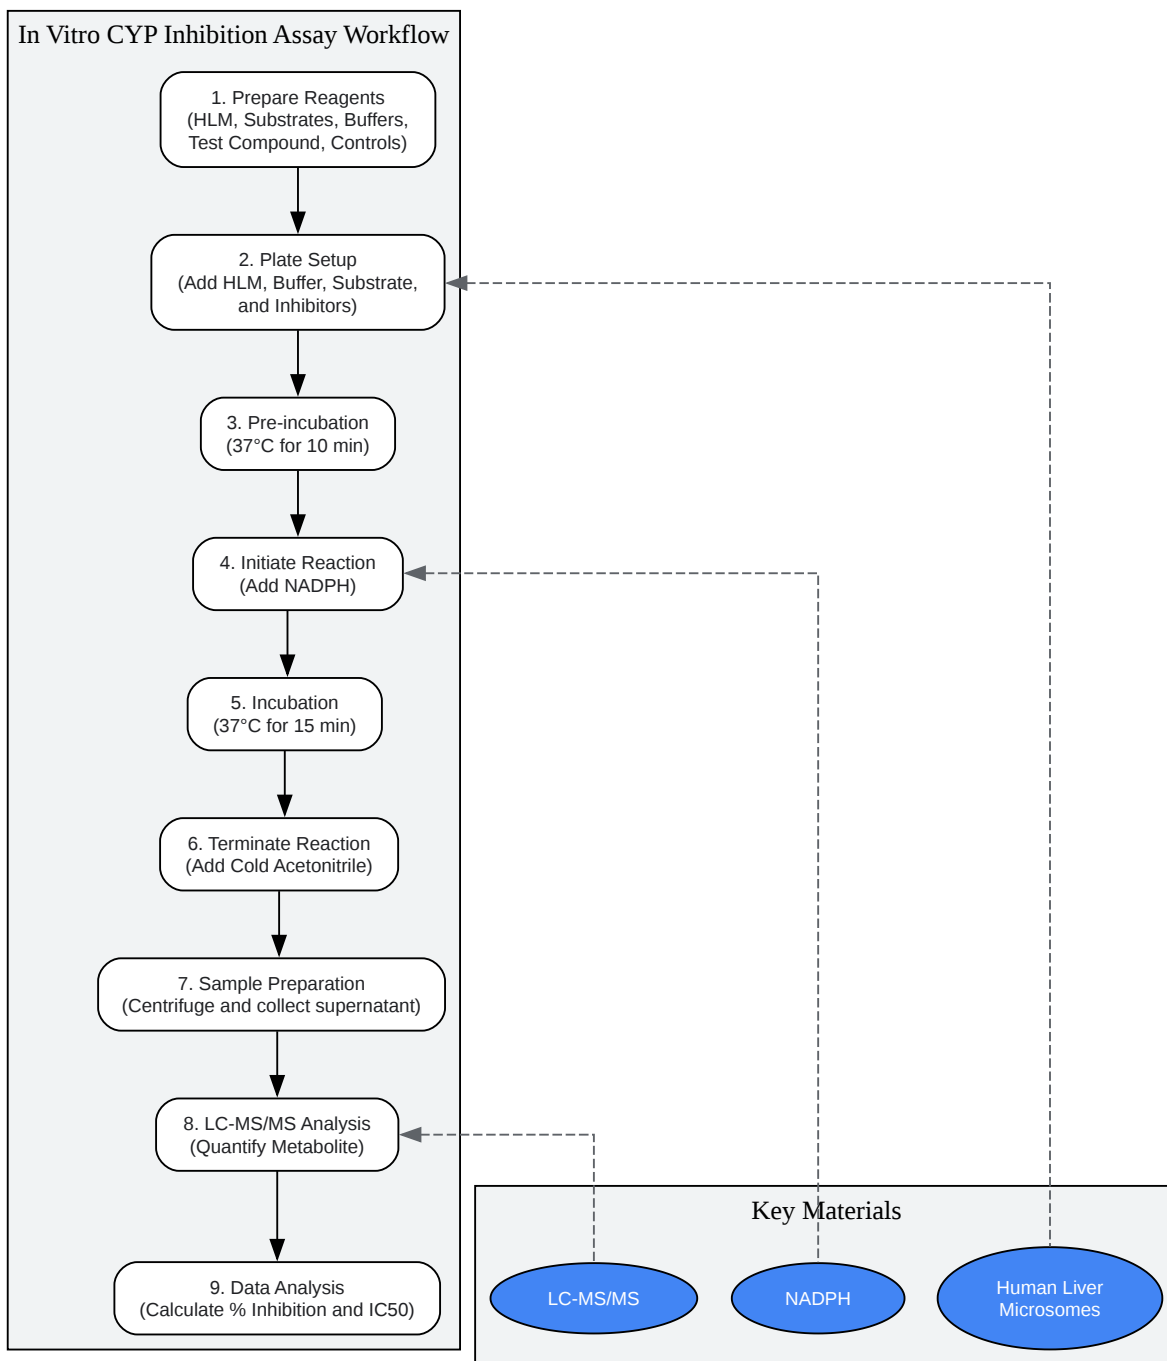 In Vitro CYP Inhibition Assay Workflow
1. Prepare Reagents
(HLM, Substrates, Buffers,
Test Compound, Controls)
2. Plate Setup
(Add HLM, Buffer, Substrate,
and Inhibitors)
3. Pre-incubation
(37°C for 10 min)
4. Initiate Reaction
(Add NADPH)
5. Incubation
(37°C for 15 min)
6. Terminate Reaction
(Add Cold Acetonitrile)
7. Sample Preparation
(Centrifuge and collect supernatant)
8. LC-MS/MS Analysis
(Quantify Metabolite)
9. Data Analysis
(Calculate % Inhibition and IC50)
Key Materials
LC-MS/MS
NADPH
Human Liver
Microsomes